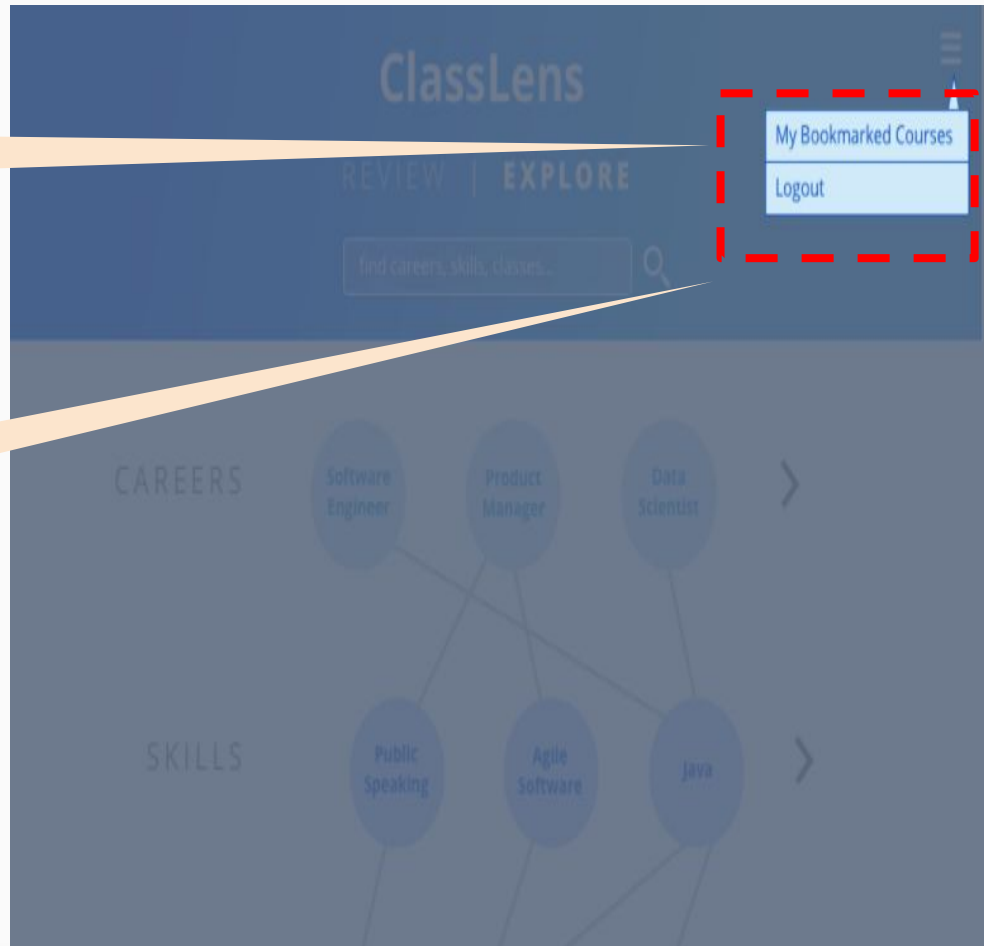 ClassLens
My Bookmarked Courses
REVIEW | EXPLORE
Logout
find careers, skills, classes...
CAREERS
Software
Engineer
Product
Manager
Data
Scientist
SKILLS
Public
Speaking
Agile
Software
Java